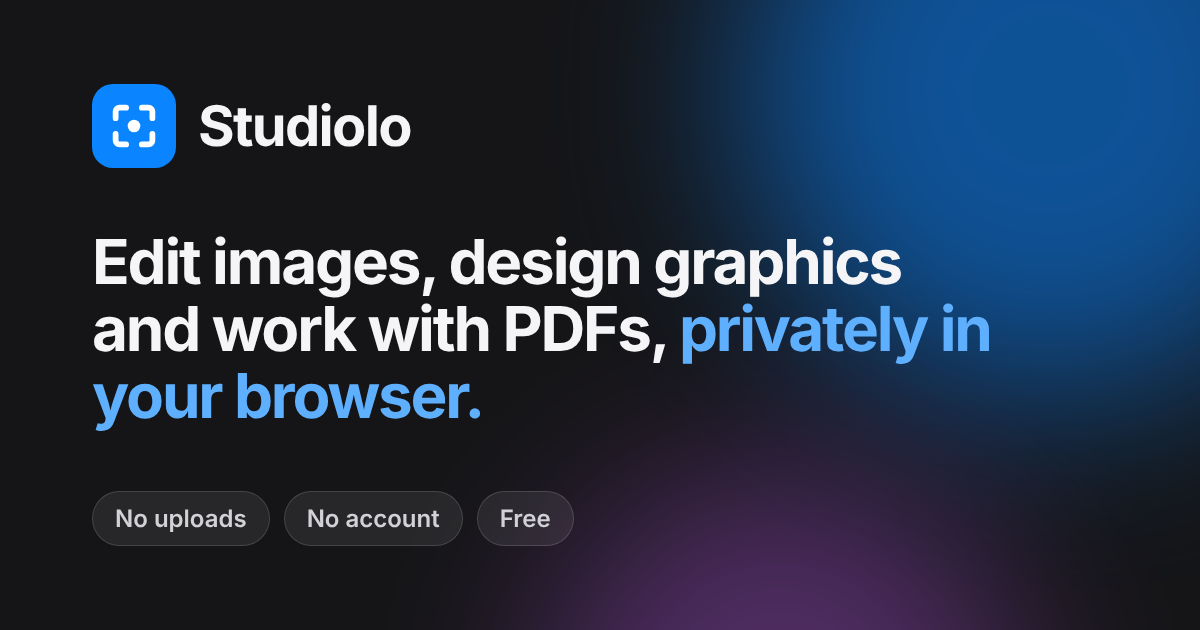 Studiolo
Edit images, design graphics
and work with PDFs, privately in
your browser.
No uploads
No account
Free